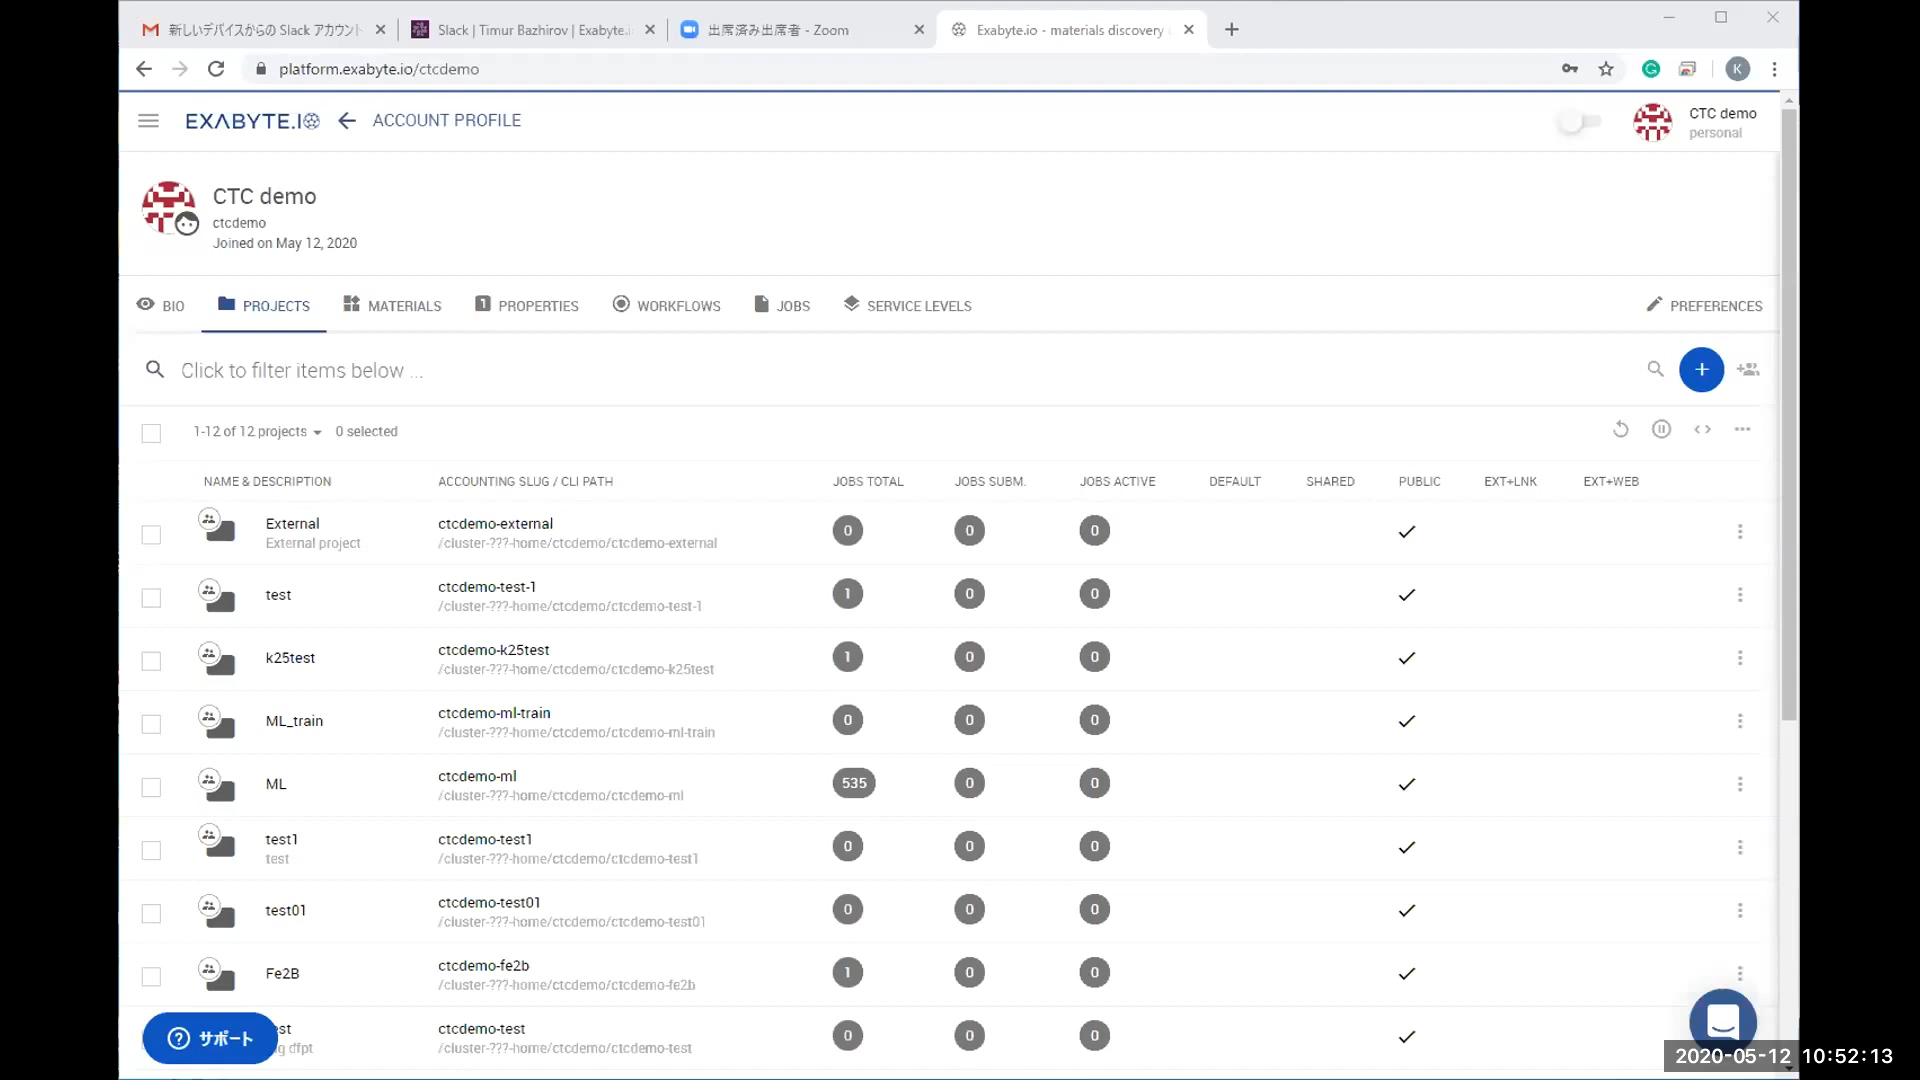 新しいデバイスからの Slack アカウント
Slack | Timur Bazhirov | Exabyte.i
出席済み出席者 - Zoom
Exabyte.io - materials discovery
platform.exabyte.io/ctcdemo
K
EXABYTE.IO
ACCOUNT PROFILE
CTC demo
personal
CTC demo
ctcdemo
Joined on May 12, 2020
BIO
PROJECTS
MATERIALS
PROPERTIES
WORKFLOWS
JOBS
SERVICE LEVELS
PREFERENCES
Click to filter items below ...
1-12 of 12 projects
0 selected
NAME & DESCRIPTION ACCOUNTING SLUG / CLI PATH JOBS TOTAL JOBS SUBM. JOBS ACTIVE DEFAULT SHARED PUBLIC EXT+LNK EXT+WEB
External ctcdemo-external 0 0 0
External project /cluster-???-home/ctcdemo/ctcdemo-external
test ctcdemo-test-1 1 0 0
/cluster-???-home/ctcdemo/ctcdemo-test-1
k25test ctcdemo-k25test 1 0 0
/cluster-???-home/ctcdemo/ctcdemo-k25test
ML_train ctcdemo-ml-train 0 0 0
/cluster-???-home/ctcdemo/ctcdemo-ml-train
ML ctcdemo-ml 535 0 0
/cluster-???-home/ctcdemo/ctcdemo-ml
test1 ctcdemo-test1 0 0 0
test /cluster-???-home/ctcdemo/ctcdemo-test1
test01 ctcdemo-test01 0 0 0
/cluster-???-home/ctcdemo/ctcdemo-test01
Fe2B ctcdemo-fe2b 1 0 0
/cluster-???-home/ctcdemo/ctcdemo-fe2b
est ctcdemo-test 0 0 0
g dfpt /cluster-???-home/ctcdemo/ctcdemo-test
サポート
2020-05-12 10:52:13